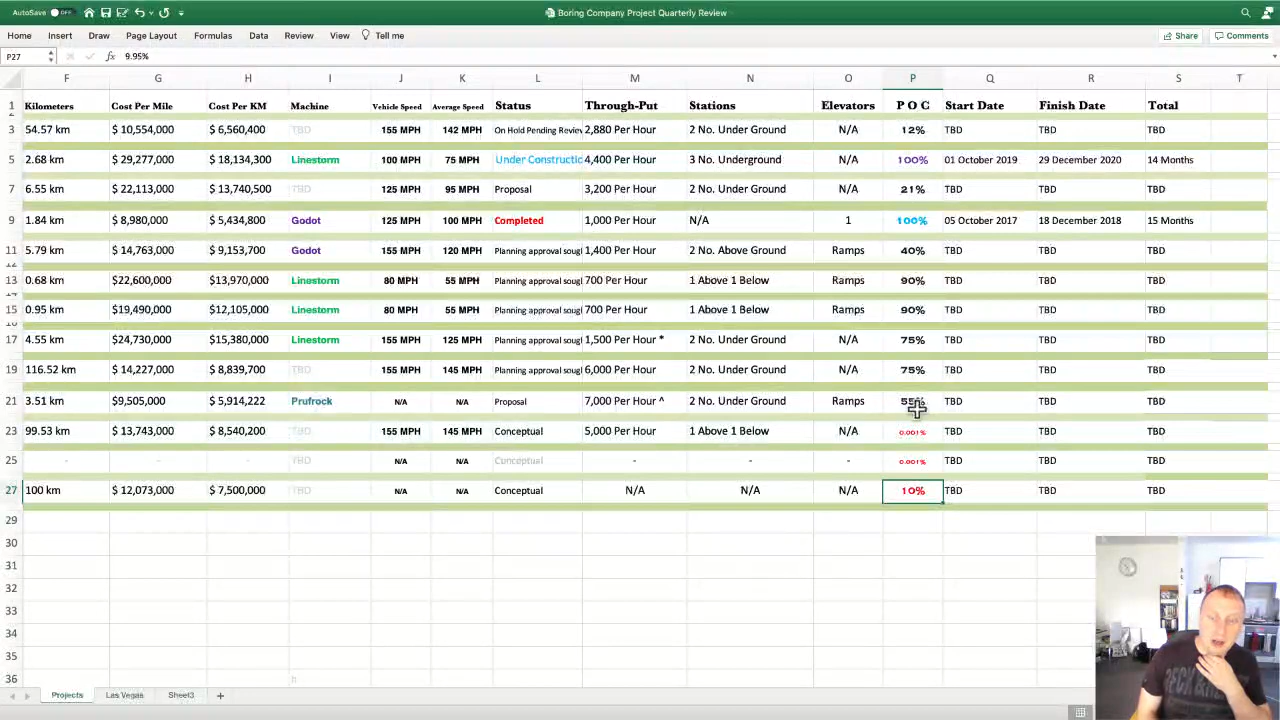 AutoSave OFF Boring Company Project Quarterly Review
Home Insert Draw Page Layout Formulas Data Review View Tell me Share Comments
P27 fx 9.95%
F G H I J K L M N O P Q R S T
1 Kilometers Cost Per Mile Cost Per KM Machine Vehicle Speed Average Speed Status Through-Put Stations Elevators P O C Start Date Finish Date Total
3 54.57 km $ 10,554,000 $ 6,560,400 TBD 155 MPH 142 MPH On Hold Pending Review 2,880 Per Hour 2 No. Under Ground N/A 12% TBD TBD TBD
5 2.68 km $ 29,277,000 $ 18,134,300 Linestorm 100 MPH 75 MPH Under Constructic 4,400 Per Hour 3 No. Underground N/A 100% 01 October 2019 29 December 2020 14 Months
7 6.55 km $ 22,113,000 $ 13,740,500 TBD 125 MPH 95 MPH Proposal 3,200 Per Hour 2 No. Under Ground N/A 21% TBD TBD TBD
9 1.84 km $ 8,980,000 $ 5,434,800 Godot 125 MPH 100 MPH Completed 1,000 Per Hour N/A 1 100% 05 October 2017 18 December 2018 15 Months
11 5.79 km $ 14,763,000 $ 9,153,700 Godot 155 MPH 120 MPH Planning approval soug 1,400 Per Hour 2 No. Above Ground Ramps 40% TBD TBD TBD
13 0.68 km $22,600,000 $13,970,000 Linestorm 80 MPH 55 MPH Planning approval soug 700 Per Hour 1 Above 1 Below Ramps 90% TBD TBD TBD
15 0.95 km $19,490,000 $12,105,000 Linestorm 80 MPH 55 MPH Planning approval soug 700 Per Hour 1 Above 1 Below Ramps 90% TBD TBD TBD
17 4.55 km $24,730,000 $15,380,000 Linestorm 155 MPH 125 MPH Planning approval soug 1,500 Per Hour * 2 No. Under Ground N/A 75% TBD TBD TBD
19 116.52 km $ 14,227,000 $ 8,839,700 TBD 155 MPH 145 MPH Planning approval soug 6,000 Per Hour 2 No. Under Ground N/A 75% TBD TBD TBD
21 3.51 km $9,505,000 $ 5,914,222 Prufrock N/A N/A Proposal 7,000 Per Hour ^ 2 No. Under Ground Ramps 55% TBD TBD TBD
23 99.53 km $ 13,743,000 $ 8,540,200 TBD 155 MPH 145 MPH Conceptual 5,000 Per Hour 1 Above 1 Below N/A 0.001% TBD TBD TBD
25 - - - TBD N/A N/A Conceptual - - - 0.001% TBD TBD TBD
27 100 km $ 12,073,000 $ 7,500,000 TBD N/A N/A Conceptual N/A N/A N/A 10% TBD TBD TBD
29
30
31
32
33
34
35
36 h
Projects Las Vegas Sheet3 +